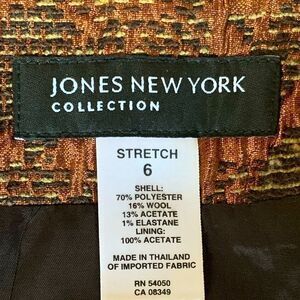 JONES NEW YORK
COLLECTION
STRETCH
6
SHELL:
70% POLYESTER
16% WOOL
13% ACETATE
1% ELASTANE
LINING:
100% ACETATE
MADE IN THAILAND
OF IMPORTED FABRIC
RN 54050
CA 08349